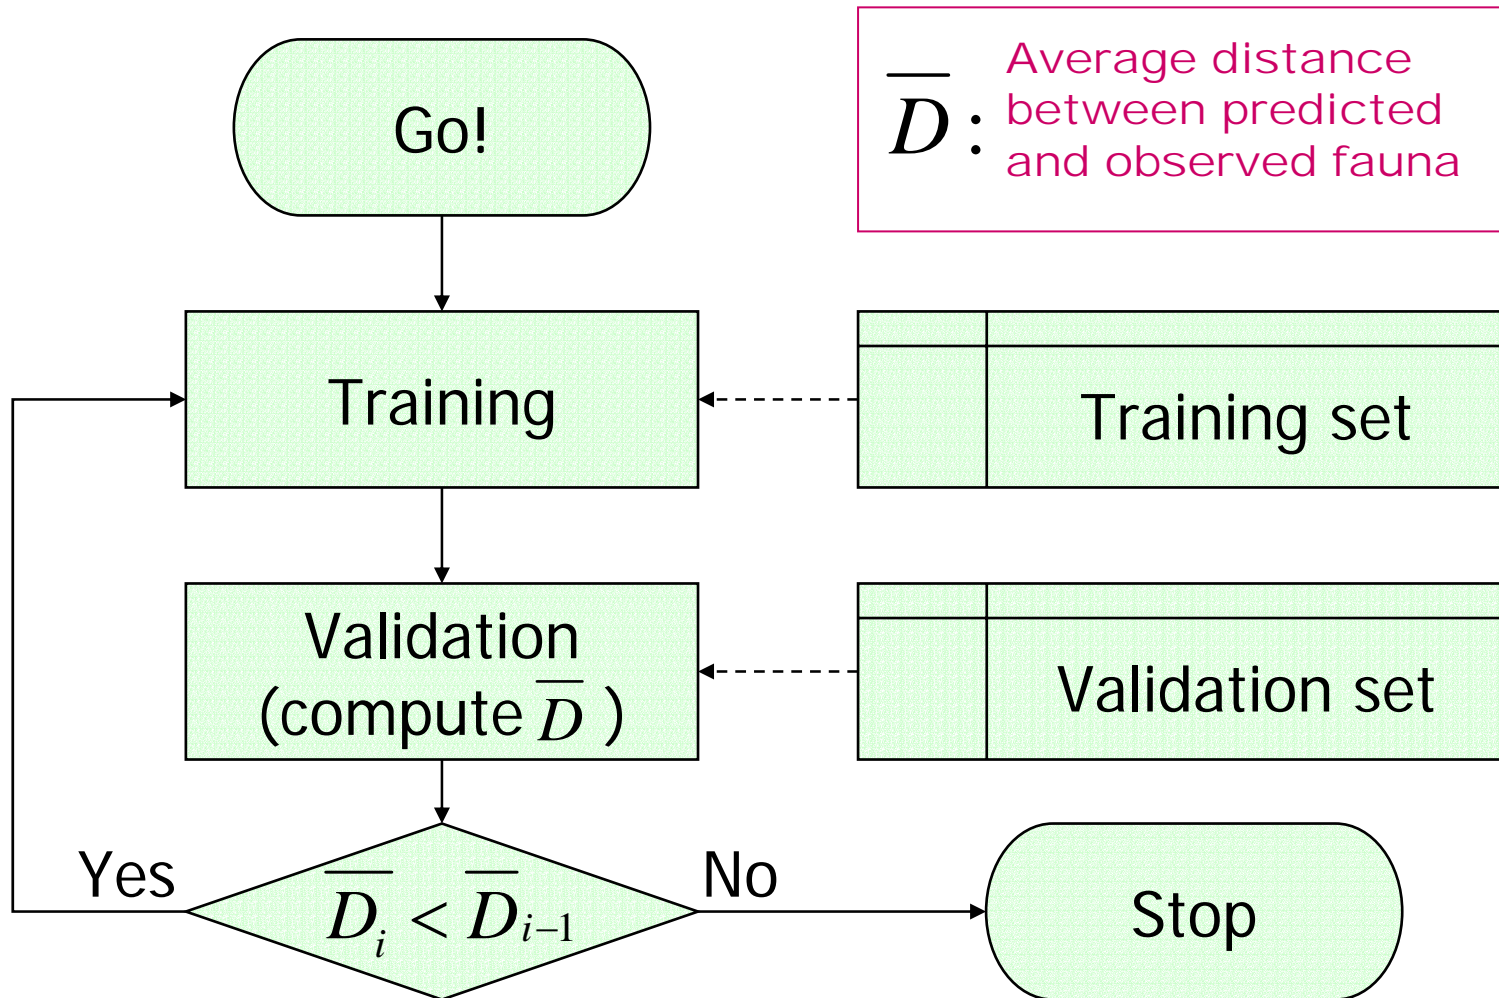 Go!
D̅ :
Average distance
between predicted
and observed fauna
Training
Training set
Validation
(compute D̅ )
Validation set
Yes
D̅ᵢ < D̅ᵢ₋₁
No
Stop